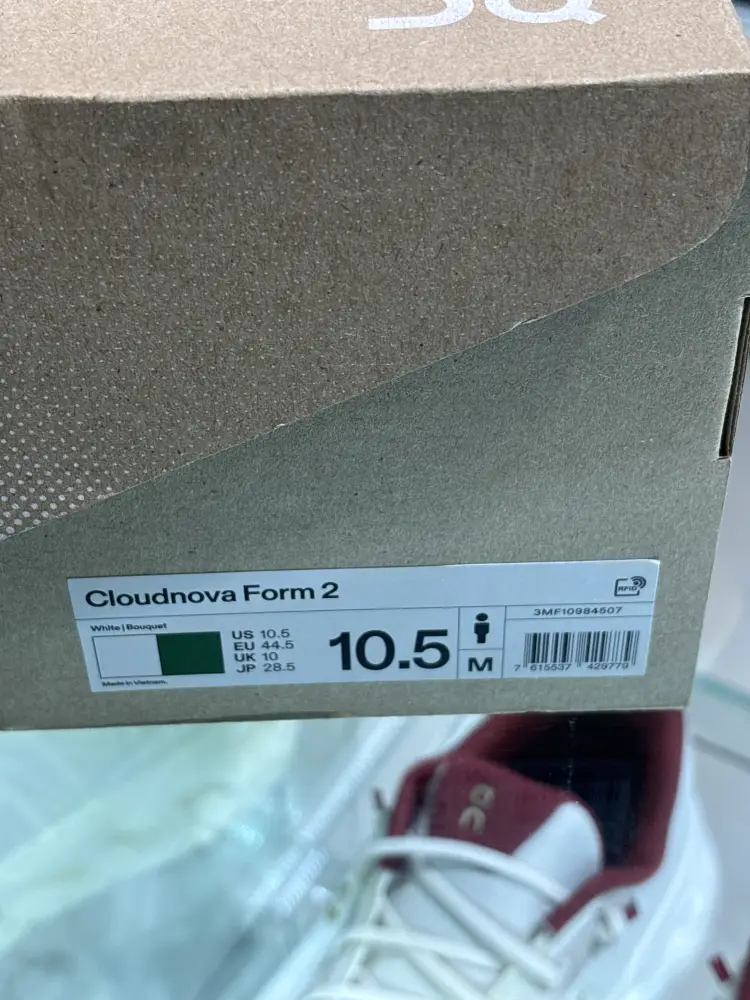 Cloudnova Form 2
RFID
White | Bouquet
US 10.5
EU 44.5
UK 10
JP 28.5
Made in Vietnam.
10.5
M
3MF10984507
7 615537 429779